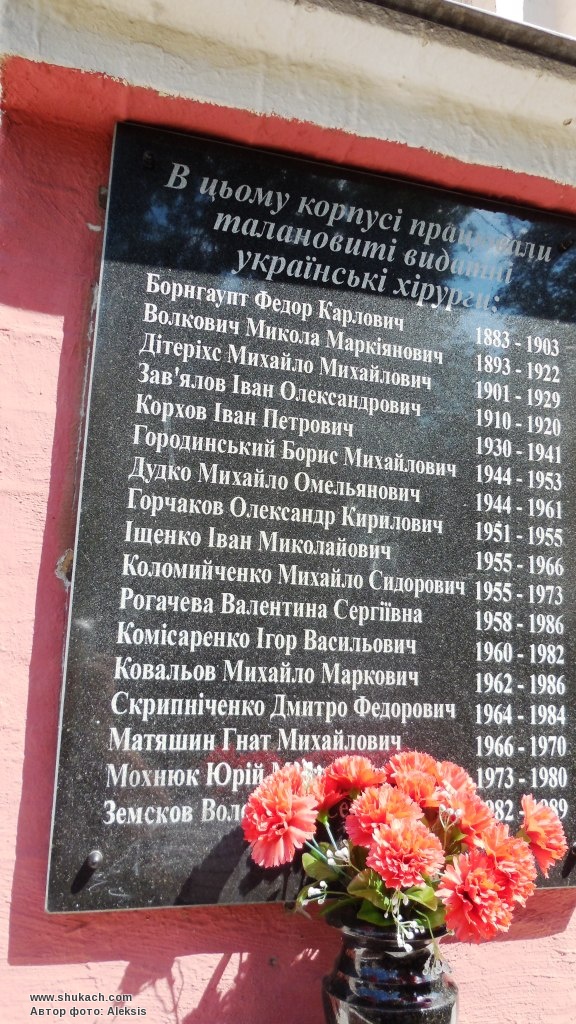 В цьому корпусі працювали
талановиті видатні
українські хірурги:
Борнгаупт Федор Карлович 1883 - 1903
Волкович Микола Маркіянович 1893 - 1922
Дітеріхс Михайло Михайлович 1901 - 1929
Зав'ялов Іван Олександрович 1910 - 1920
Корхов Іван Петрович 1930 - 1941
Городинський Борис Михайлович 1944 - 1953
Дудко Михайло Омельянович 1944 - 1961
Горчаков Олександр Кирилович 1951 - 1955
Іщенко Іван Миколайович 1955 - 1966
Коломийченко Михайло Сидорович 1955 - 1973
Рогачева Валентина Сергіївна 1958 - 1986
Комісаренко Ігор Васильович 1960 - 1982
Ковальов Михайло Маркович 1962 - 1986
Скрипніченко Дмитро Федорович 1964 - 1984
Матяшин Гнат Михайлович 1966 - 1970
Мохнюк Юрій 1973 - 1980
Земсков
www.shukach.com
Автор фото: Aleksis